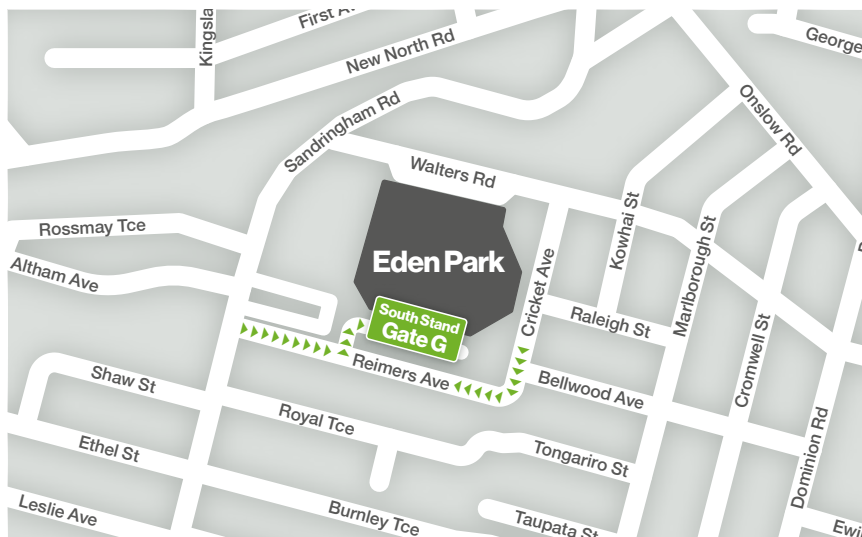 First A
Kingsla
New North Rd
George
Sandringham Rd
Onslow Rd
Walters Rd
Rossmay Tce
Kowhai St
Marlborough St
Eden Park
Altham Ave
Cricket Ave
South Stand
Gate G
Raleigh St
Cromwell St
Reimers Ave
Shaw St
Bellwood Ave
Royal Tce
Dominion Rd
Ethel St
Tongariro St
Leslie Ave
Burnley Tce
Taupata St
Ewi